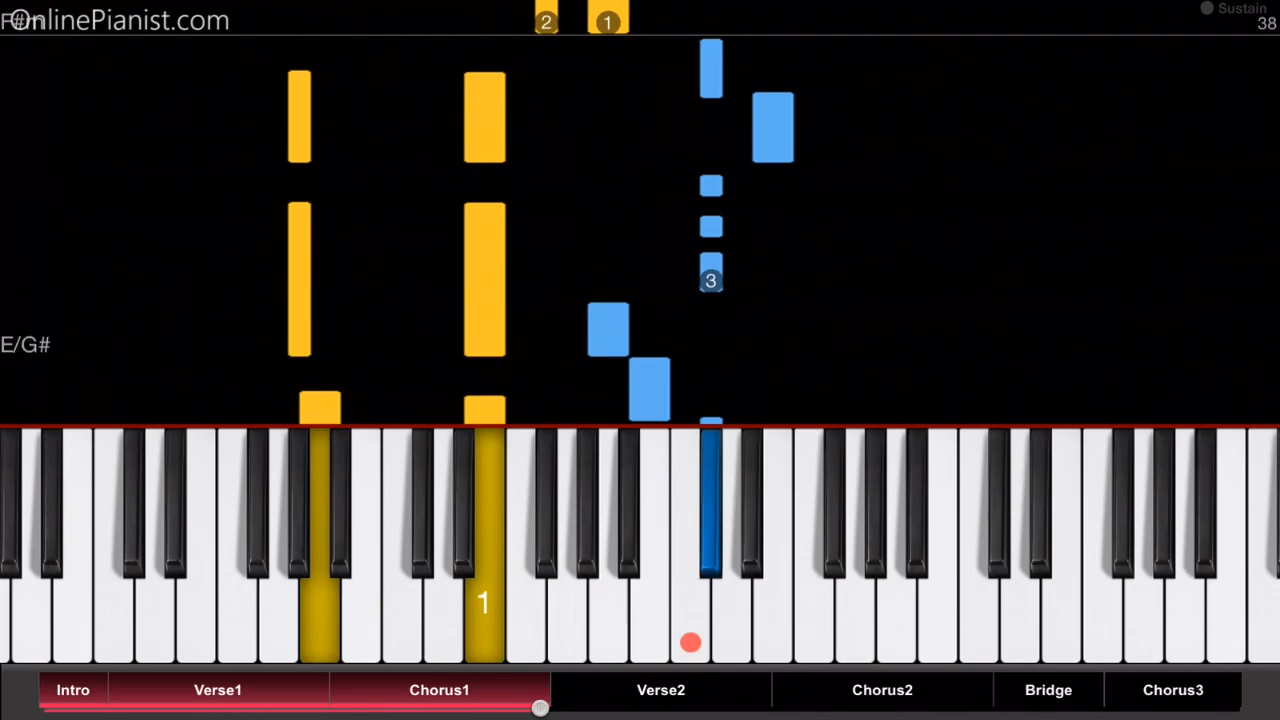 F#m
OnlinePianist.com
2
1
Sustain
38
3
E/G#
1
Intro
Verse1
Chorus1
Verse2
Chorus2
Bridge
Chorus3